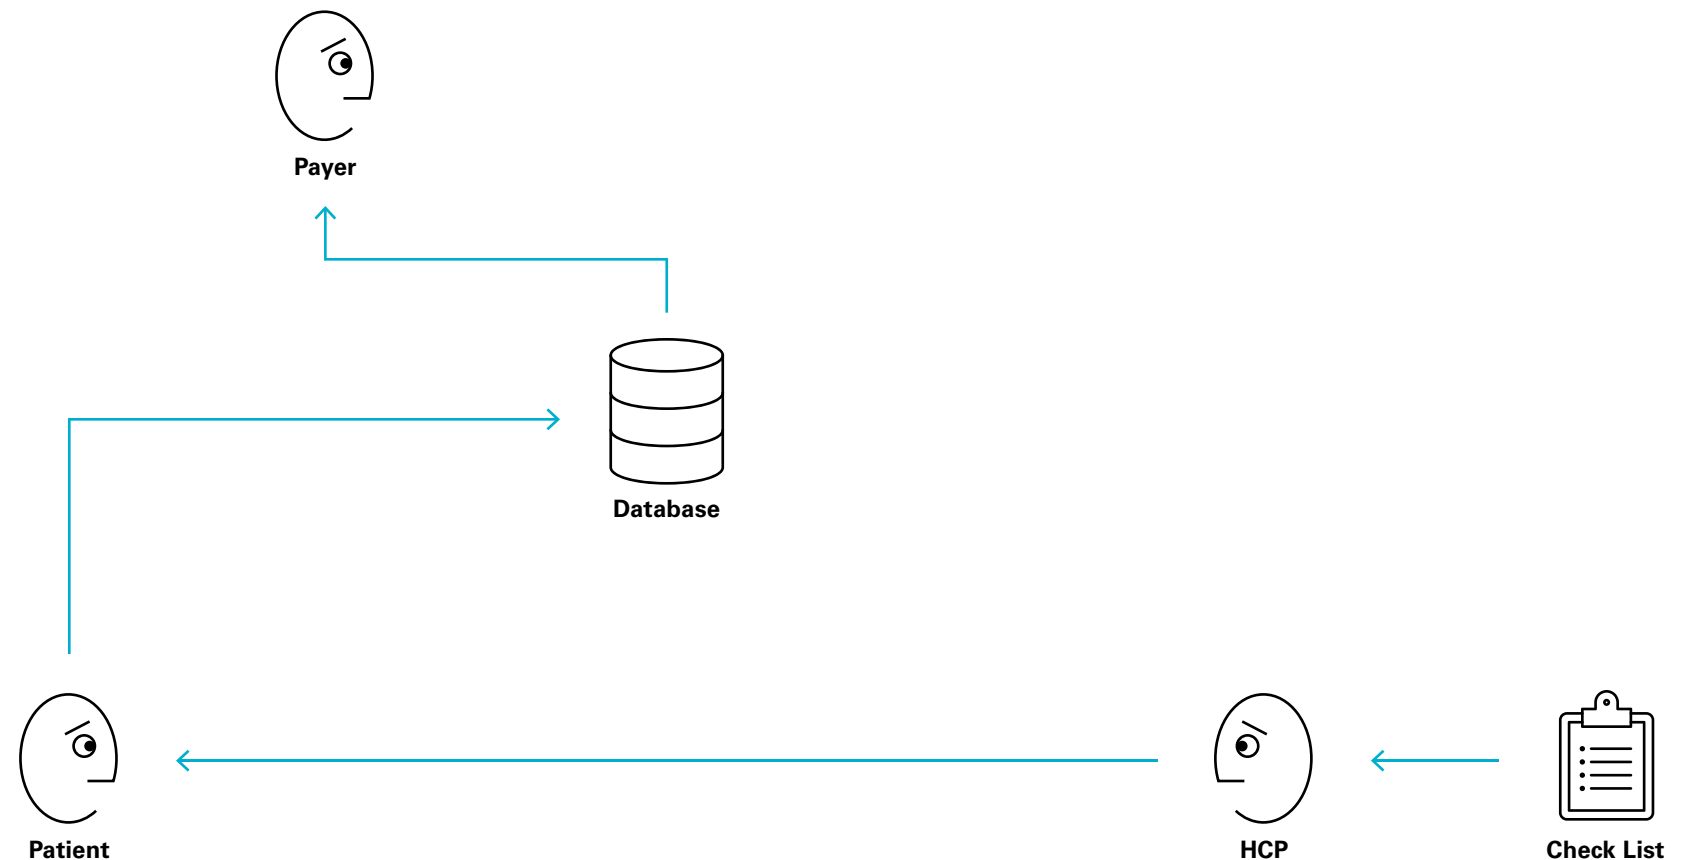 Payer
Database
Patient
HCP
Check List